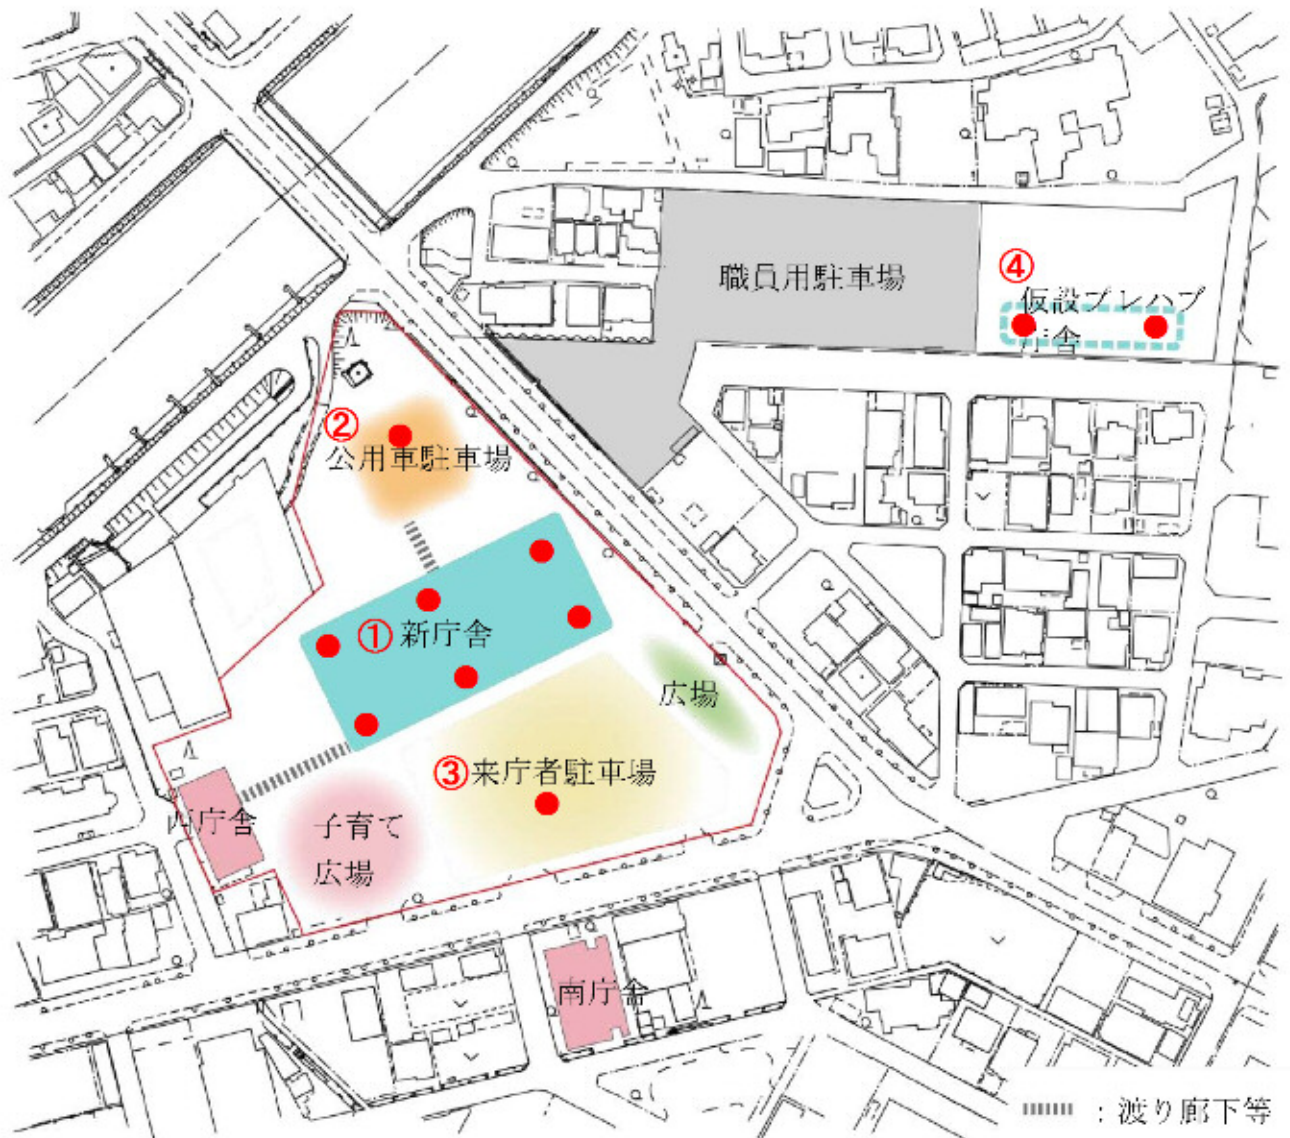 職員用駐車場
④
仮設プレハブ
庁舎
②
公用車駐車場
①新庁舎
広場
③来庁者駐車場
西庁舎
子育て
広場
南庁舎
：渡り廊下等